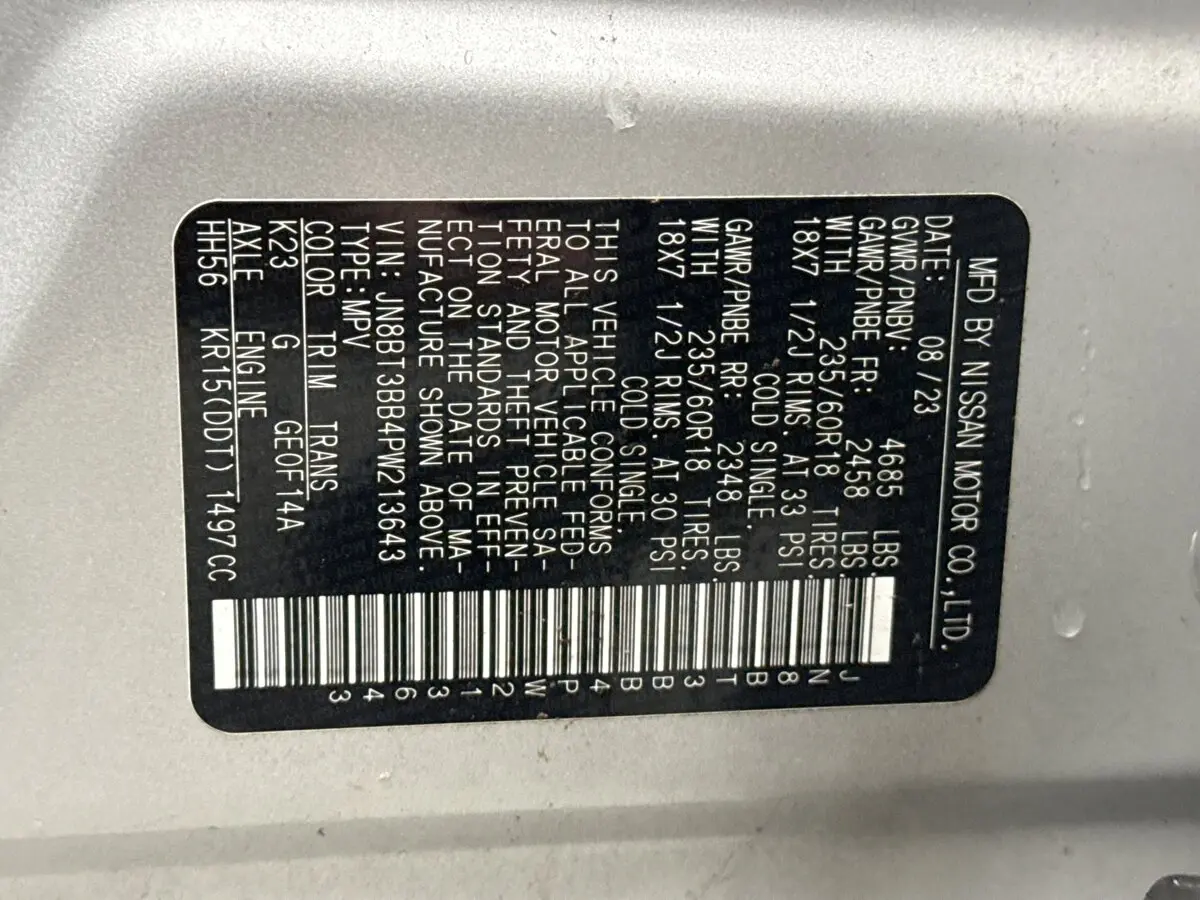 MFD BY NISSAN MOTOR CO.,LTD.
DATE: 08/23
GVWR/PNBV: 4685 LBS.
GAWR/PNBE FR: 2458 LBS.
WITH 235/60R18 TIRES.
18X7 1/2J RIMS. AT 33 PSI
COLD SINGLE.
GAWR/PNBE RR: 2348 LBS.
WITH 235/60R18 TIRES.
18X7 1/2J RIMS. AT 30 PSI
COLD SINGLE.
THIS VEHICLE CONFORMS
TO ALL APPLICABLE FED-
ERAL MOTOR VEHICLE SA-
FETY AND THEFT PREVEN-
TION STANDARDS IN EFF-
ECT ON THE DATE OF MA-
NUFACTURE SHOWN ABOVE.
VIN: JN8BT3BB4PW213643
TYPE:MPV
COLOR TRIM TRANS
K23 G GE0F14A
AXLE ENGINE
HH56 KR15(DDT) 1497CC
JN8BT3BB4PW213643